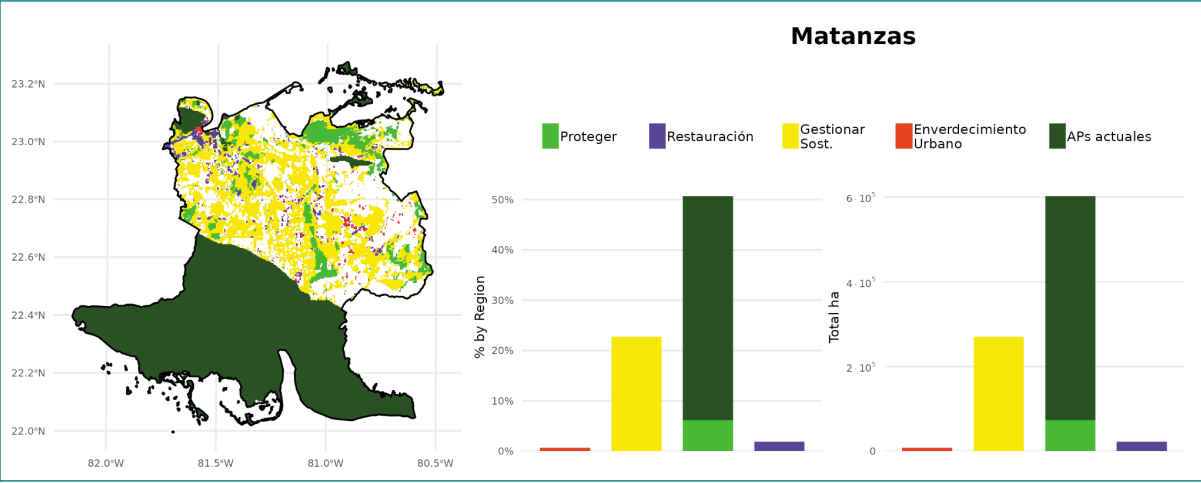 Matanzas
Proteger
Restauración
Gestionar
Sost.
Enverdecimiento
Urbano
APs actuales
23.2°N
23.0°N
22.8°N
22.6°N
22.4°N
22.2°N
22.0°N
82.0°W
81.5°W
81.0°W
80.5°W
% by Region
50%
40%
30%
20%
10%
0%
Total ha
6·10⁵
4·10⁵
2·10⁵
0